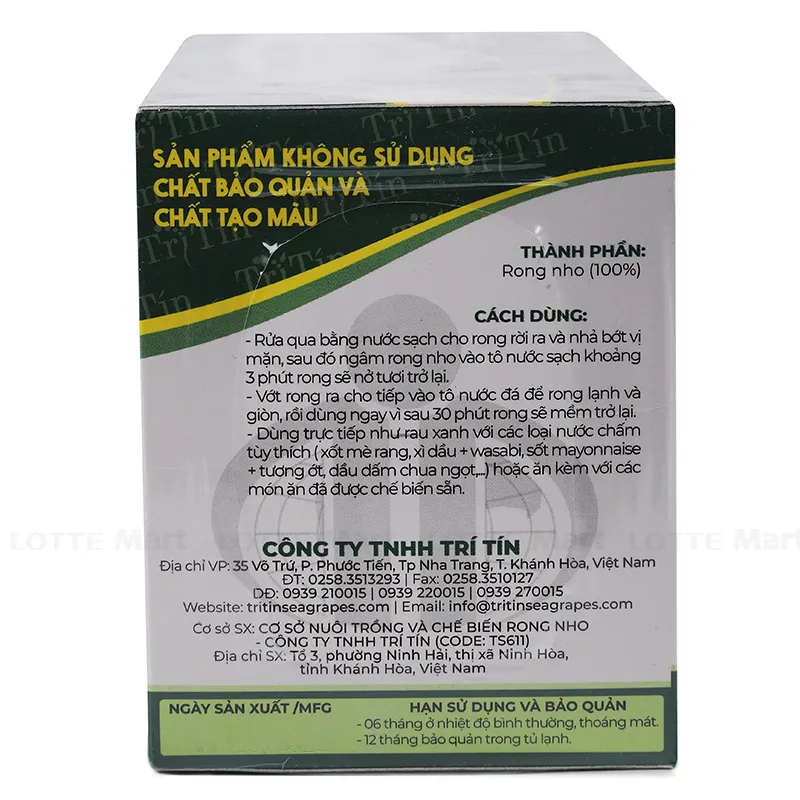 Trí Tín
Trí Tín
SẢN PHẨM KHÔNG SỬ DỤNG
CHẤT BẢO QUẢN VÀ
CHẤT TẠO MÀU
THÀNH PHẦN:
Rong nho (100%)
CÁCH DÙNG:
- Rửa qua bằng nước sạch cho rong rời ra và nhả bớt vị
mặn, sau đó ngâm rong nho vào tô nước sạch khoảng
3 phút rong sẽ nở tươi trở lại.
- Vớt rong ra cho tiếp vào tô nước đá để rong lạnh và
giòn, rồi dùng ngay vì sau 30 phút rong sẽ mềm trở lại.
- Dùng trực tiếp như rau xanh với các loại nước chấm
tùy thích ( xốt mè rang, xì dầu + wasabi, sốt mayonnaise
+ tương ớt, dầu dấm chua ngọt,...) hoặc ăn kèm với các
món ăn đã được chế biến sẵn.
LOTTE Mart
LOTTE Mart
CÔNG TY TNHH TRÍ TÍN
Địa chỉ VP: 35 Võ Trứ, P. Phước Tiến, Tp Nha Trang, T. Khánh Hòa, Việt Nam
ĐT: 0258.3513293 | Fax: 0258.3510127
DĐ: 0939 210015 | 0939 220015 | 0939 270015
Website: tritinseagrapes.com | Email: info@tritinseagrapes.com
Cơ sở SX: CƠ SỞ NUÔI TRỒNG VÀ CHẾ BIẾN RONG NHO
- CÔNG TY TNHH TRÍ TÍN (CODE: TS611)
Địa chỉ SX: Tổ 3, phường Ninh Hải, thị xã Ninh Hòa,
tỉnh Khánh Hòa, Việt Nam
NGÀY SẢN XUẤT /MFG
HẠN SỬ DỤNG VÀ BẢO QUẢN
- 06 tháng ở nhiệt độ bình thường, thoáng mát.
- 12 tháng bảo quản trong tủ lạnh.